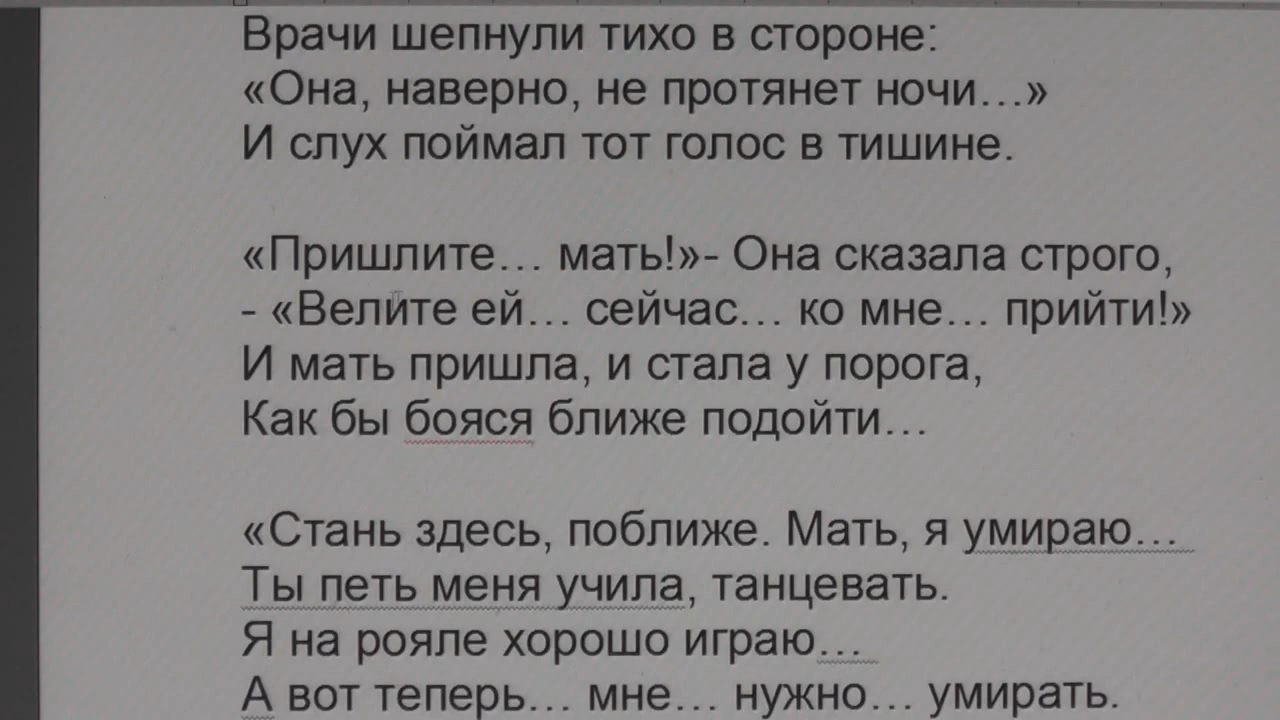 Врачи шепнули тихо в стороне:
«Она, наверно, не протянет ночи…»
И слух поймал тот голос в тишине.
«Пришлите… мать!»- Она сказала строго,
- «Велите ей… сейчас… ко мне… прийти!»
И мать пришла, и стала у порога,
Как бы бояся ближе подойти…
«Стань здесь, поближе. Мать, я умираю…
Ты петь меня учила, танцевать.
Я на рояле хорошо играю…
А вот теперь… мне… нужно… умирать.